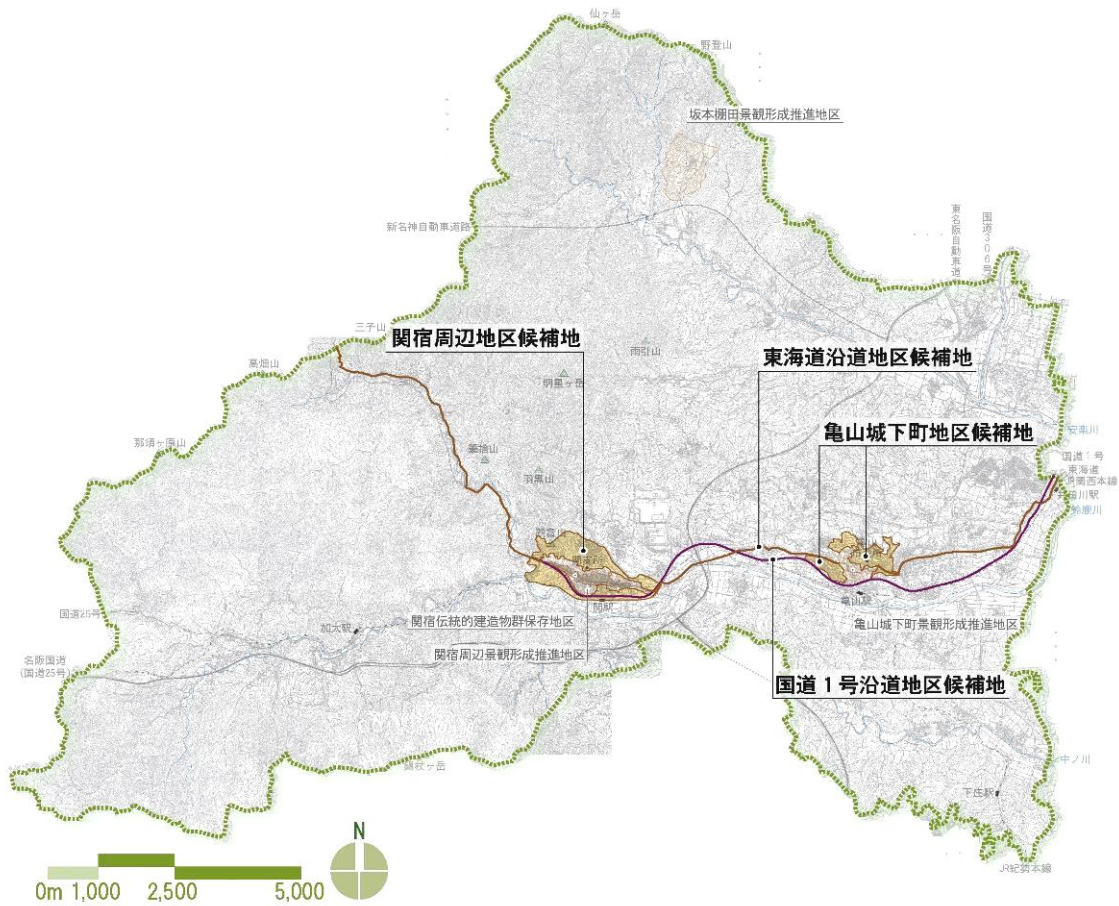 仙ヶ岳
野登山
坂本棚田景観形成推進地区
新名神自動車道路
東名阪自動車道
国道306号
三子山
関宿周辺地区候補地
高畑山
雨引山
東海道沿道地区候補地
明星ヶ岳
那須ヶ原山
亀山城下町地区候補地
安楽川
筆捨山
国道1号
東海道
JR関西本線
羽黒山
井田川駅
鈴鹿川
関駅
亀山駅
国道25号
加太駅
関宿伝統的建造物群保存地区
亀山城下町景観形成推進地区
関宿周辺景観形成推進地区
名阪国道
(国道25号)
国道1号沿道地区候補地
中ノ川
下庄駅
JR紀勢本線
N
0m 1,000 2,500 5,000